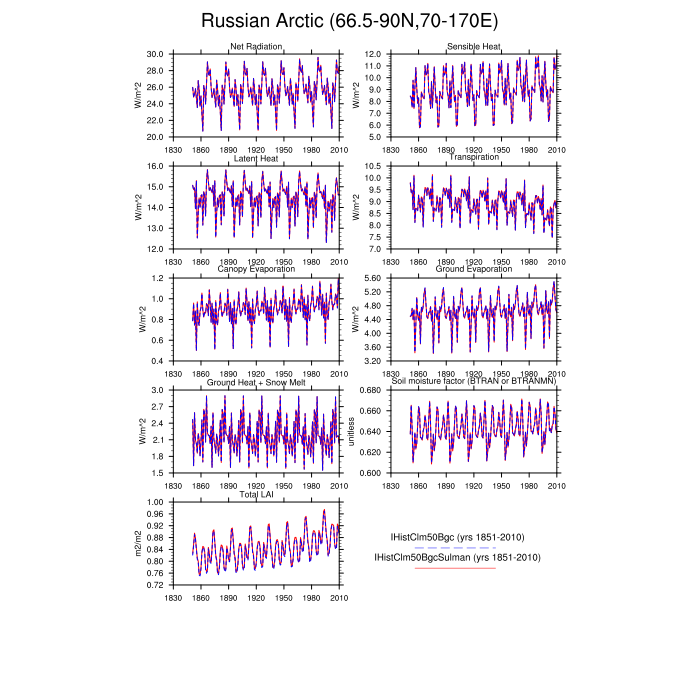 Russian Arctic (66.5-90N,70-170E)
Net Radiation
Sensible Heat
W/m^2
30.0
28.0
26.0
24.0
22.0
20.0
1830 1860 1890 1920 1950 1980 2010
W/m^2
12.0
11.0
10.0
9.0
8.0
7.0
6.0
5.0
1830 1860 1890 1920 1950 1980 2010
Latent Heat
Transpiration
W/m^2
16.0
15.0
14.0
13.0
12.0
1830 1860 1890 1920 1950 1980 2010
W/m^2
10.5
10.0
9.5
9.0
8.5
8.0
7.5
7.0
1830 1860 1890 1920 1950 1980 2010
Canopy Evaporation
Ground Evaporation
W/m^2
1.2
1.0
0.8
0.6
0.4
1830 1860 1890 1920 1950 1980 2010
W/m^2
5.60
5.20
4.80
4.40
4.00
3.60
3.20
1830 1860 1890 1920 1950 1980 2010
Ground Heat + Snow Melt
Soil moisture factor (BTRAN or BTRANMN)
W/m^2
3.0
2.7
2.4
2.1
1.8
1.5
1830 1860 1890 1920 1950 1980 2010
unitless
0.680
0.660
0.640
0.620
0.600
1830 1860 1890 1920 1950 1980 2010
Total LAI
m2/m2
1.00
0.96
0.92
0.88
0.84
0.80
0.76
0.72
1830 1860 1890 1920 1950 1980 2010
IHistClm50Bgc (yrs 1851-2010)
IHistClm50BgcSulman (yrs 1851-2010)